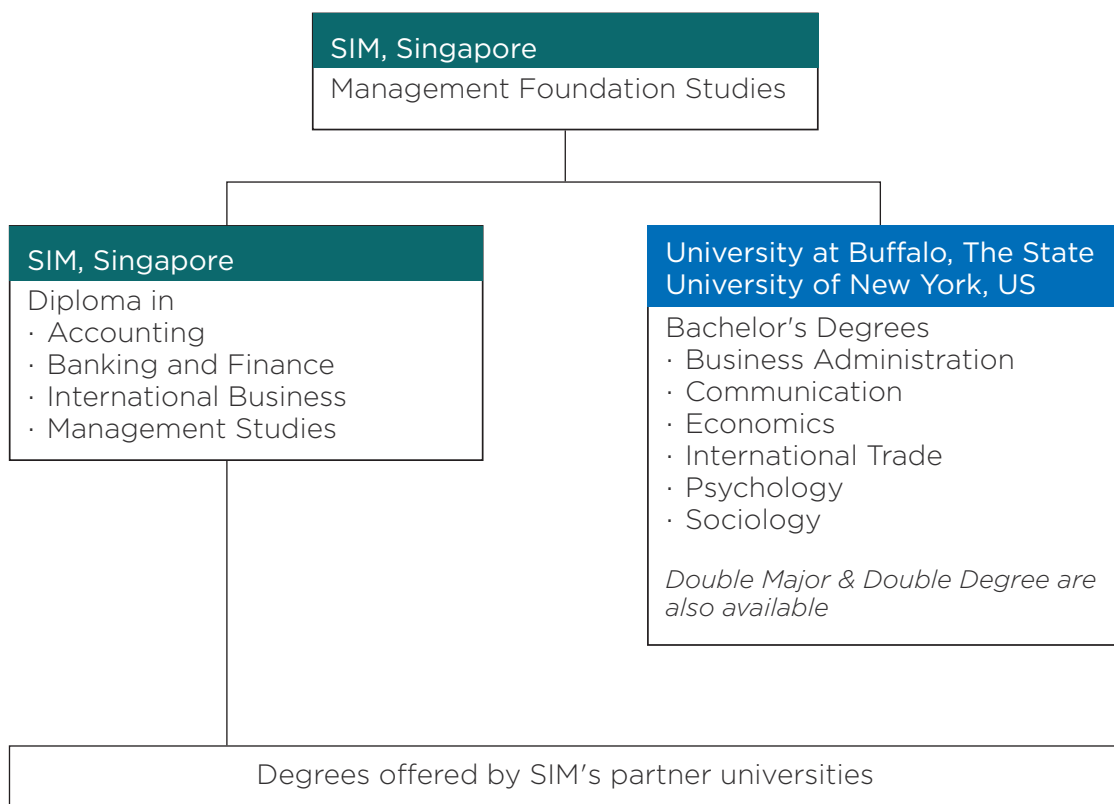 SIM, Singapore
Management Foundation Studies
SIM, Singapore
Diploma in
· Accounting
· Banking and Finance
· International Business
· Management Studies
University at Buffalo, The State
University of New York, US
Bachelor's Degrees
· Business Administration
· Communication
· Economics
· International Trade
· Psychology
· Sociology
Double Major & Double Degree are
also available
Degrees offered by SIM's partner universities